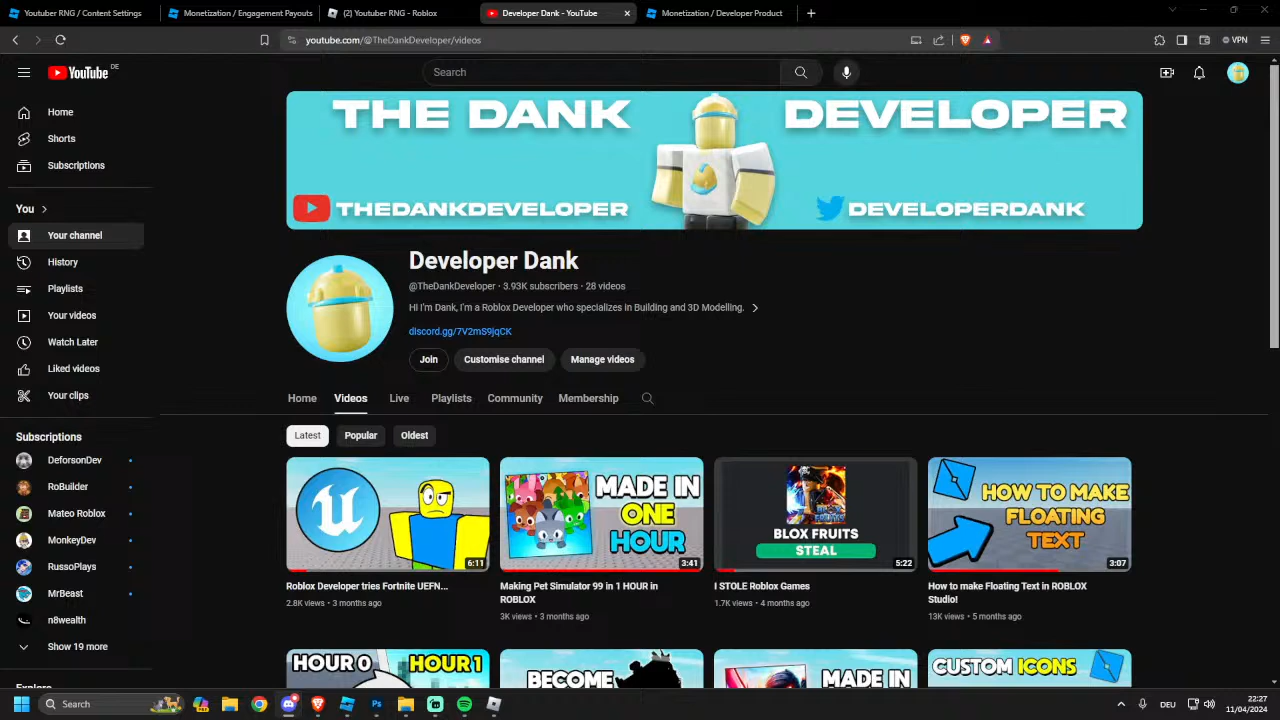 Youtuber RNG / Content Settings
Monetization / Engagement Payouts
(2) Youtuber RNG - Roblox
Developer Dank - YouTube
Monetization / Developer Product
youtube.com/@TheDankDeveloper/videos
VPN
YouTube DE
Search
Home
Shorts
Subscriptions
You
Your channel
History
Playlists
Your videos
Watch Later
Liked videos
Your clips
Subscriptions
DeforsonDev
RoBuilder
Mateo Roblox
MonkeyDev
RussoPlays
MrBeast
n8wealth
Show 19 more
THE DANK DEVELOPER
THEDANKDEVELOPER
DEVELOPERDANK
Developer Dank
@TheDankDeveloper · 3.93K subscribers · 28 videos
Hi I'm Dank, I'm a Roblox Developer who specializes in Building and 3D Modelling.
discord.gg/7V2mS9jqCK
Join
Customise channel
Manage videos
Home
Videos
Live
Playlists
Community
Membership
Latest
Popular
Oldest
6:11
Roblox Developer tries Fortnite UEFN...
2.8K views · 3 months ago
MADE IN
ONE
HOUR
3:41
Making Pet Simulator 99 in 1 HOUR in
ROBLOX
3K views · 3 months ago
BLOX FRUITS
STEAL
5:22
I STOLE Roblox Games
1.7K views · 4 months ago
HOW TO MAKE
FLOATING
TEXT
3:07
How to make Floating Text in ROBLOX
Studio!
13K views · 5 months ago
HOUR 0
HOUR 1
BECOME
MADE IN
CUSTOM ICONS
Search
DEU
22:27
11/04/2024